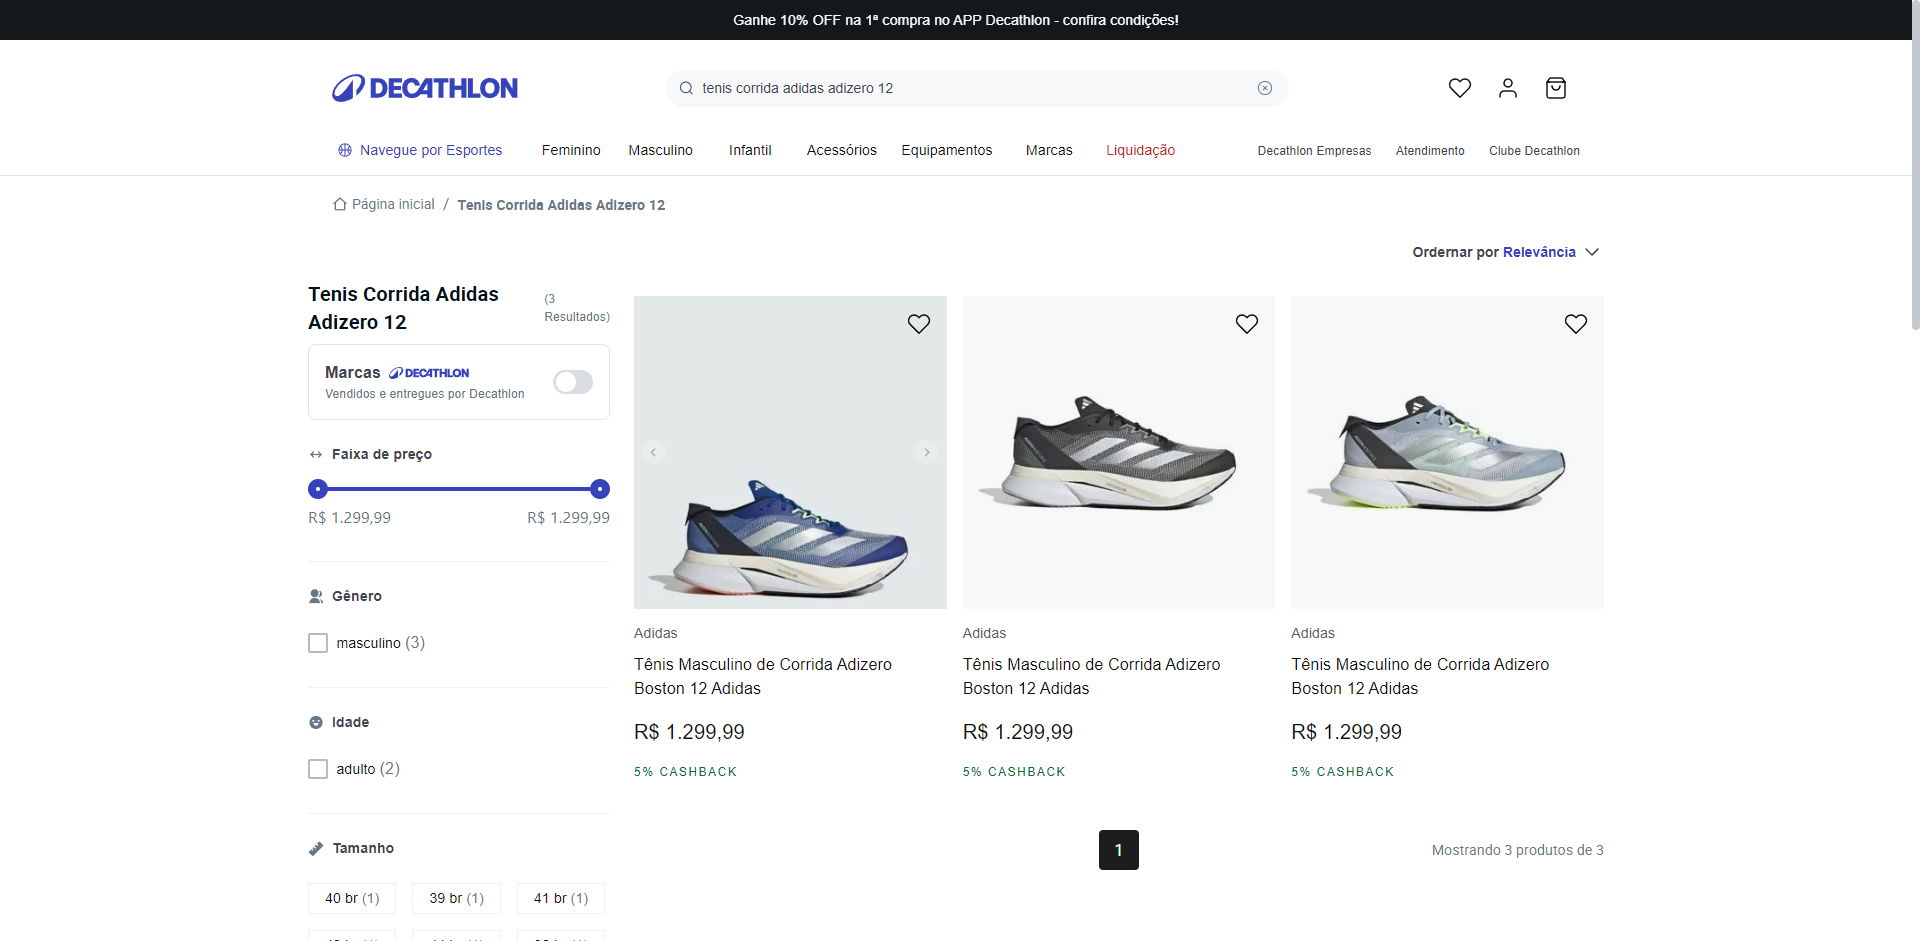 Ganhe 10% OFF na 1ª compra no APP Decathlon - confira condições!
DECATHLON
tenis corrida adidas adizero 12
Navegue por Esportes
Feminino
Masculino
Infantil
Acessórios
Equipamentos
Marcas
Liquidação
Decathlon Empresas
Atendimento
Clube Decathlon
Página inicial / Tenis Corrida Adidas Adizero 12
Ordernar por Relevância
Tenis Corrida Adidas
Adizero 12
(3
Resultados)
Marcas DECATHLON
Vendidos e entregues por Decathlon
Faixa de preço
R$ 1.299,99
R$ 1.299,99
Gênero
masculino (3)
Idade
adulto (2)
Tamanho
40 br (1)
39 br (1)
41 br (1)
Adidas
Tênis Masculino de Corrida Adizero
Boston 12 Adidas
R$ 1.299,99
5% CASHBACK
Adidas
Tênis Masculino de Corrida Adizero
Boston 12 Adidas
R$ 1.299,99
5% CASHBACK
Adidas
Tênis Masculino de Corrida Adizero
Boston 12 Adidas
R$ 1.299,99
5% CASHBACK
1
Mostrando 3 produtos de 3